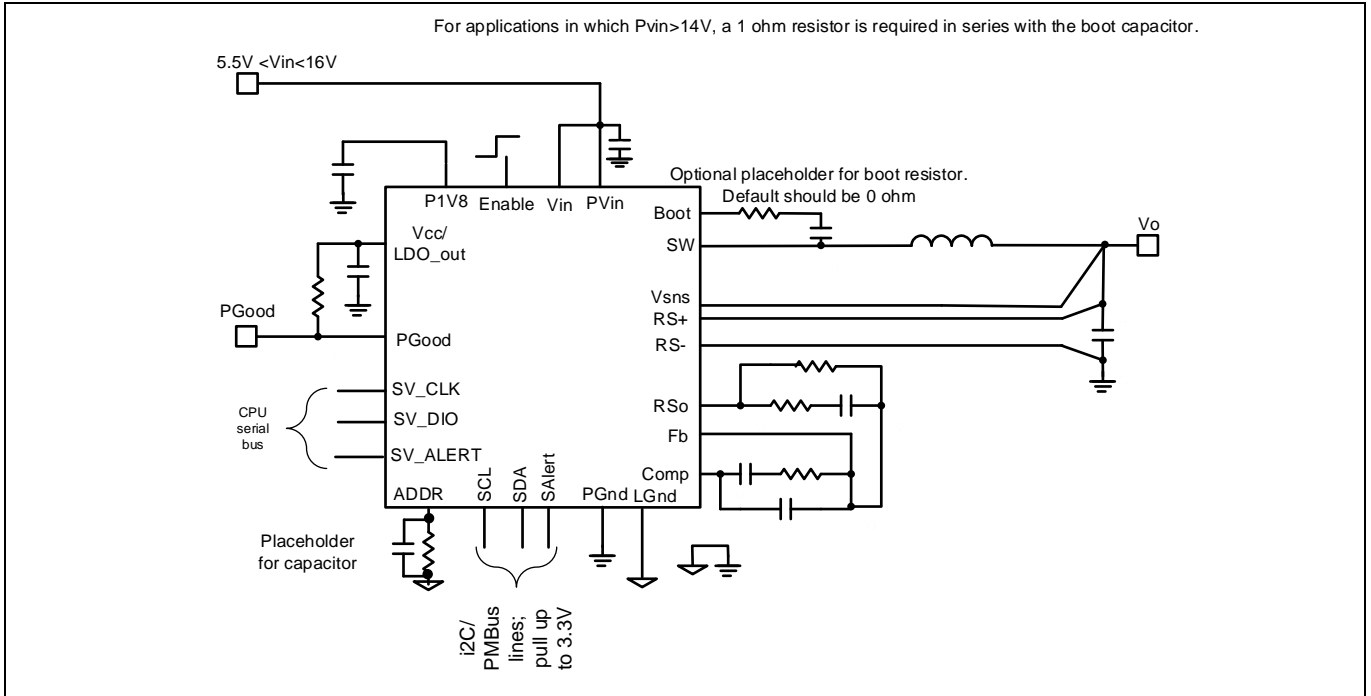 For applications in which Pvin>14V, a 1 ohm resistor is required in series with the boot capacitor.
5.5V <Vin<16V
Optional placeholder for boot resistor.
Default should be 0 ohm
P1V8
Enable
Vin
PVin
Boot
Vcc/
LDO_out
SW
Vo
Vsns
PGood
RS+
PGood
RS-
SV_CLK
RSo
CPU
serial
bus
SV_DIO
Fb
SV_ALERT
Comp
ADDR
SCL
SDA
SAlert
PGnd
LGnd
Placeholder
for capacitor
i2C/
PMBus
lines;
pull up
to 3.3V